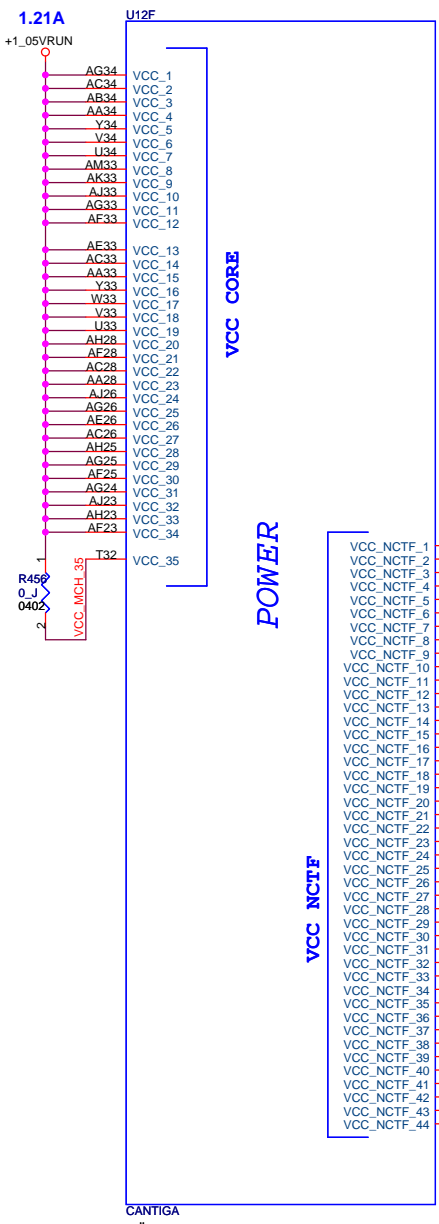 1.21A
U12F
+1_05VRUN
AG34 VCC_1
AC34 VCC_2
AB34 VCC_3
AA34 VCC_4
Y34 VCC_5
V34 VCC_6
U34 VCC_7
AM33 VCC_8
AK33 VCC_9
AJ33 VCC_10
AG33 VCC_11
AF33 VCC_12
AE33 VCC_13
AC33 VCC_14
AA33 VCC_15
Y33 VCC_16
W33 VCC_17
V33 VCC_18
U33 VCC_19
AH28 VCC_20
AF28 VCC_21
AC28 VCC_22
AA28 VCC_23
AJ26 VCC_24
AG26 VCC_25
AE26 VCC_26
AC26 VCC_27
AH25 VCC_28
AG25 VCC_29
AF25 VCC_30
AG24 VCC_31
AJ23 VCC_32
AH23 VCC_33
AF23 VCC_34
T32 VCC_35
VCC CORE
POWER
1
R456
0_J
0402
2
VCC_MCH_35
VCC NCTF
VCC_NCTF_1
VCC_NCTF_2
VCC_NCTF_3
VCC_NCTF_4
VCC_NCTF_5
VCC_NCTF_6
VCC_NCTF_7
VCC_NCTF_8
VCC_NCTF_9
VCC_NCTF_10
VCC_NCTF_11
VCC_NCTF_12
VCC_NCTF_13
VCC_NCTF_14
VCC_NCTF_15
VCC_NCTF_16
VCC_NCTF_17
VCC_NCTF_18
VCC_NCTF_19
VCC_NCTF_20
VCC_NCTF_21
VCC_NCTF_22
VCC_NCTF_23
VCC_NCTF_24
VCC_NCTF_25
VCC_NCTF_26
VCC_NCTF_27
VCC_NCTF_28
VCC_NCTF_29
VCC_NCTF_30
VCC_NCTF_31
VCC_NCTF_32
VCC_NCTF_33
VCC_NCTF_34
VCC_NCTF_35
VCC_NCTF_36
VCC_NCTF_37
VCC_NCTF_38
VCC_NCTF_39
VCC_NCTF_40
VCC_NCTF_41
VCC_NCTF_42
VCC_NCTF_43
VCC_NCTF_44
CANTIGA